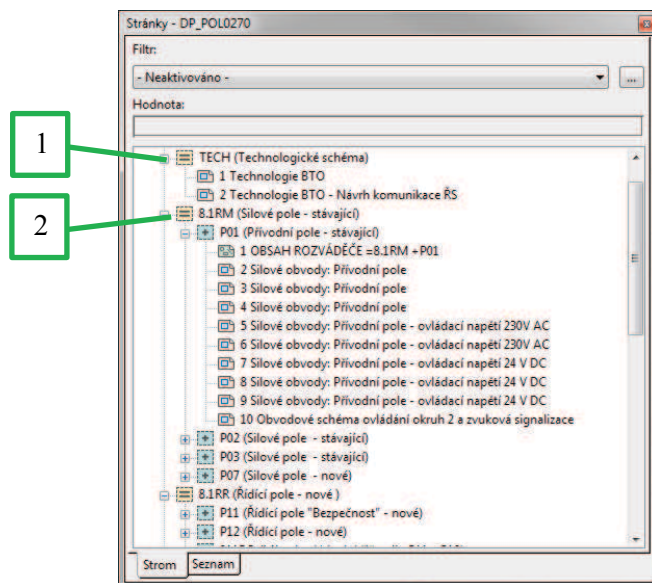 Stránky - DP_POL0270
Filtr:
- Neaktivováno -
...
Hodnota:
1
TECH (Technologické schéma)
1 Technologie BTO
2 Technologie BTO - Návrh komunikace ŘS
2
8.1RM (Silové pole - stávající)
P01 (Přívodní pole - stávající)
1 OBSAH ROZVÁDĚČE =8.1RM +P01
2 Silové obvody: Přívodní pole
3 Silové obvody: Přívodní pole
4 Silové obvody: Přívodní pole
5 Silové obvody: Přívodní pole - ovládací napětí 230V AC
6 Silové obvody: Přívodní pole - ovládací napětí 230V AC
7 Silové obvody: Přívodní pole - ovládací napětí 24 V DC
8 Silové obvody: Přívodní pole - ovládací napětí 24 V DC
9 Silové obvody: Přívodní pole - ovládací napětí 24 V DC
10 Obvodové schéma ovládání okruh 2 a zvuková signalizace
P02 (Silové pole - stávající)
P03 (Silové pole - stávající)
P07 (Silové pole - nové)
8.1RR (Řídící pole - nové )
P11 (Řídící pole "Bezpečnost" - nové)
P12 (Řídící pole - nové)
Strom
Seznam